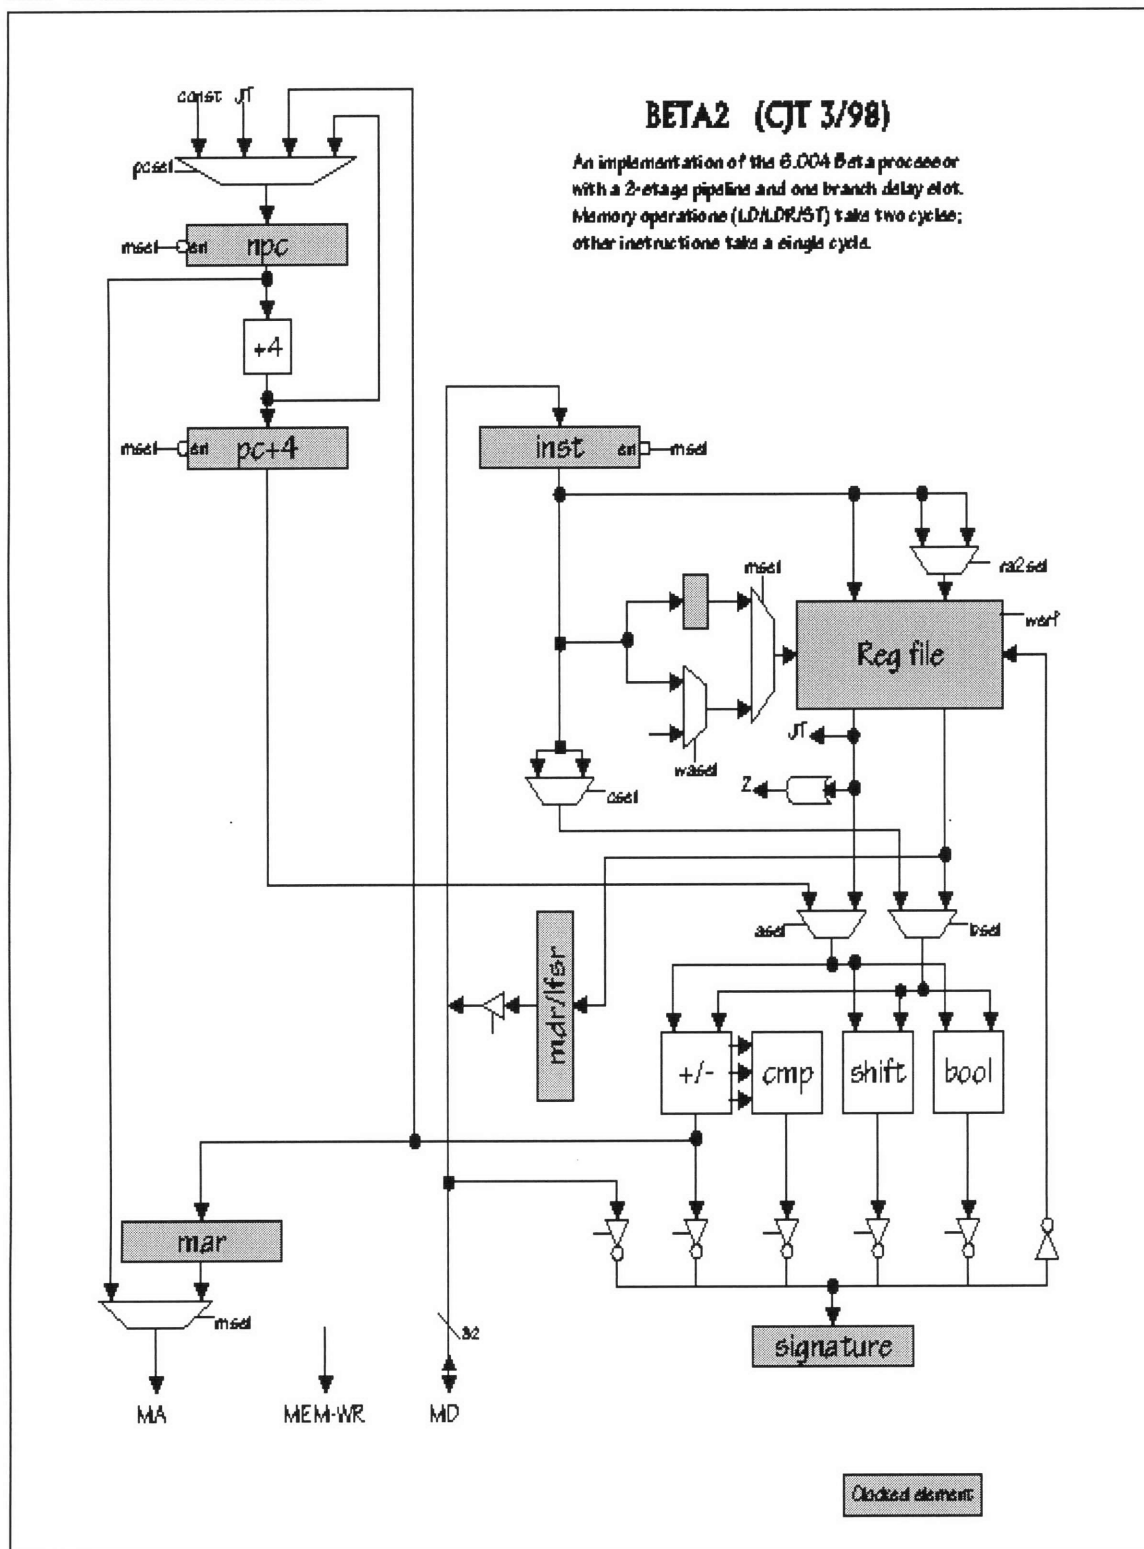 const JT
BETA2 (CJT 3/98)
An implementation of the 6.004 Beta processor
with a 2-stage pipeline and one branch delay slot.
Memory operations (LD/LDR/ST) take two cycles;
other instructions take a single cycle.
pcsel
msel
en
npc
+4
msel
en
pc+4
inst
en
msel
ra2sel
msel
werf
Reg file
JT
wasel
Z
csel
asel
bsel
mdr/lfsr
+/-
cmp
shift
bool
mar
msel
32
signature
MA
MEM-WR
MD
Clocked element